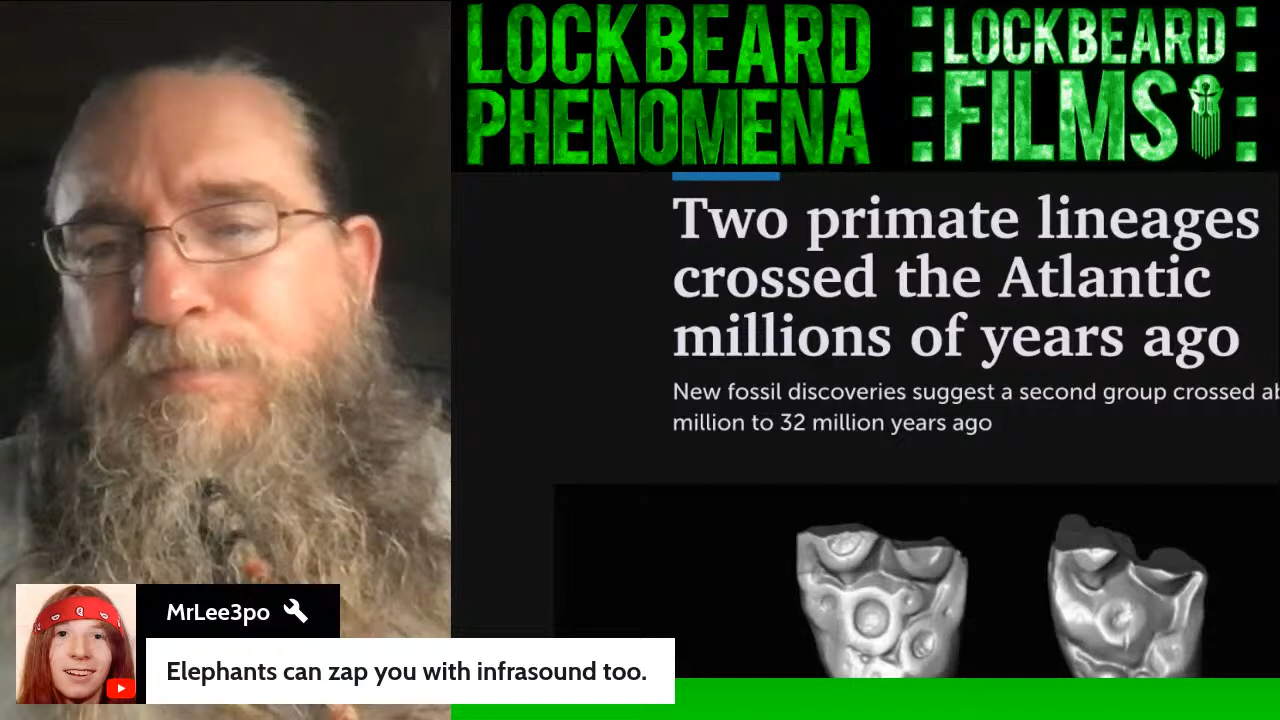 LOCKBEARD
PHENOMENA
LOCKBEARD
FILMS
Two primate lineages
crossed the Atlantic
millions of years ago
New fossil discoveries suggest a second group crossed
million to 32 million years ago
MrLee3po
Elephants can zap you with infrasound too.